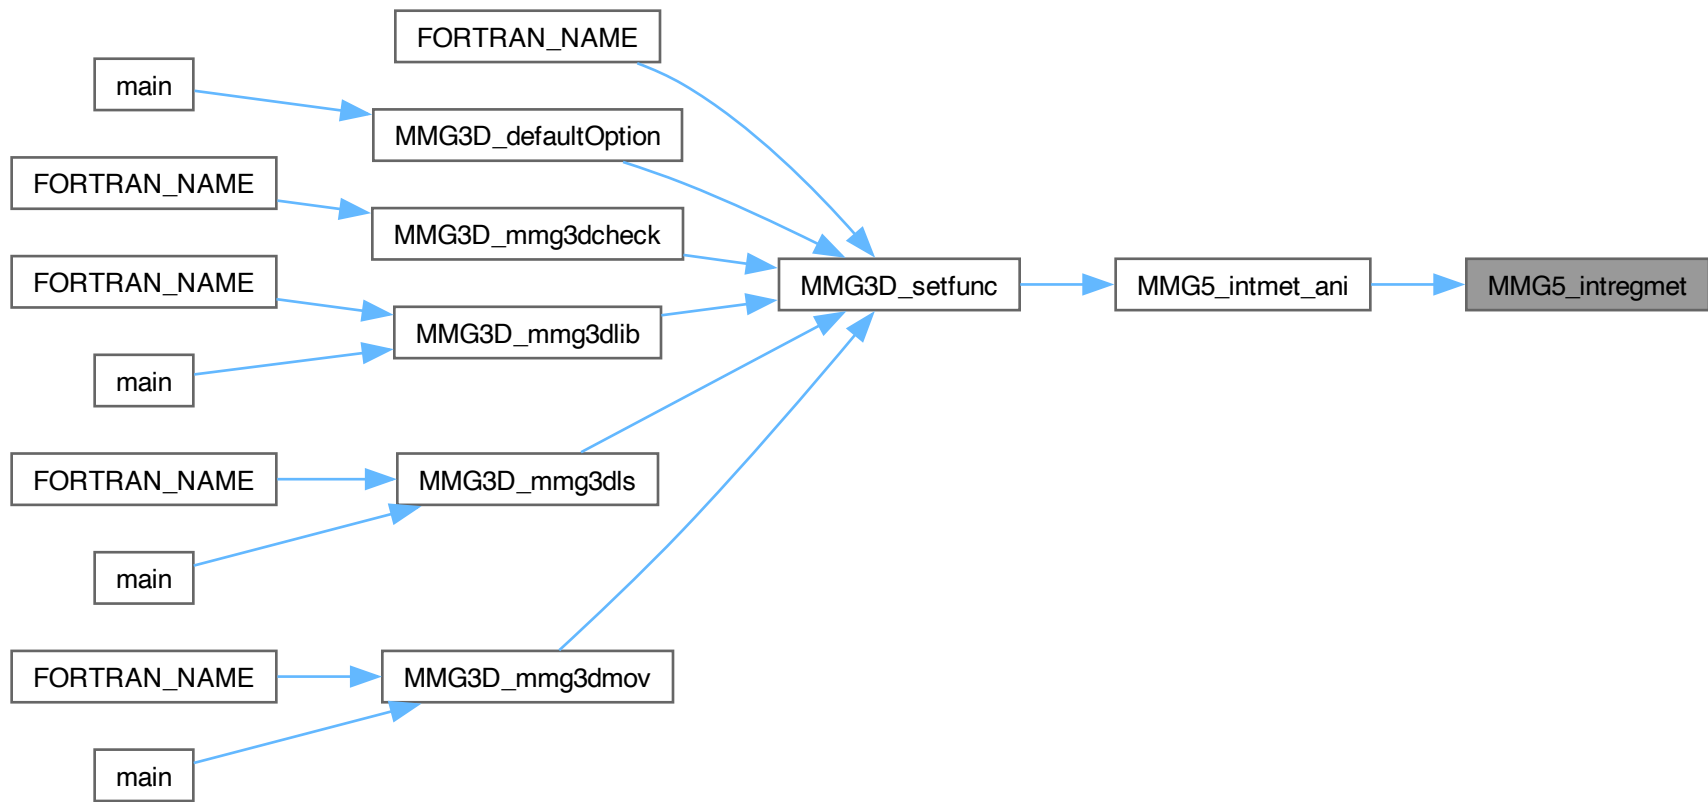 FORTRAN_NAME
main
MMG3D_defaultOption
FORTRAN_NAME
MMG3D_mmg3dcheck
FORTRAN_NAME
MMG3D_setfunc
MMG5_intmet_ani
MMG5_intregmet
MMG3D_mmg3dlib
main
FORTRAN_NAME
MMG3D_mmg3dls
main
FORTRAN_NAME
MMG3D_mmg3dmov
main